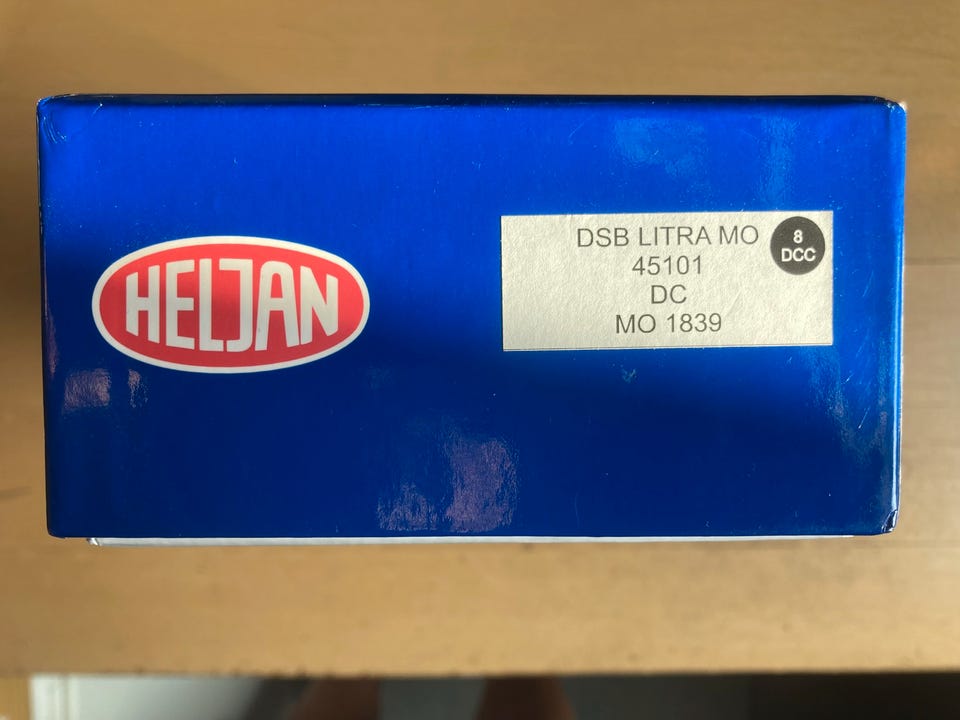 HELJAN
DSB LITRA MO
45101
DC
MO 1839
8
DCC